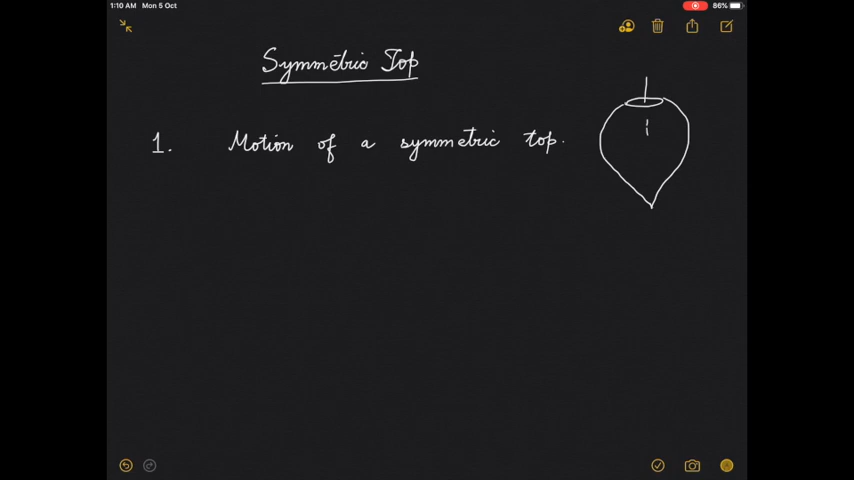 1:10 AM Mon 5 Oct 86%
Symmetric Top
1. Motion of a symmetric top.